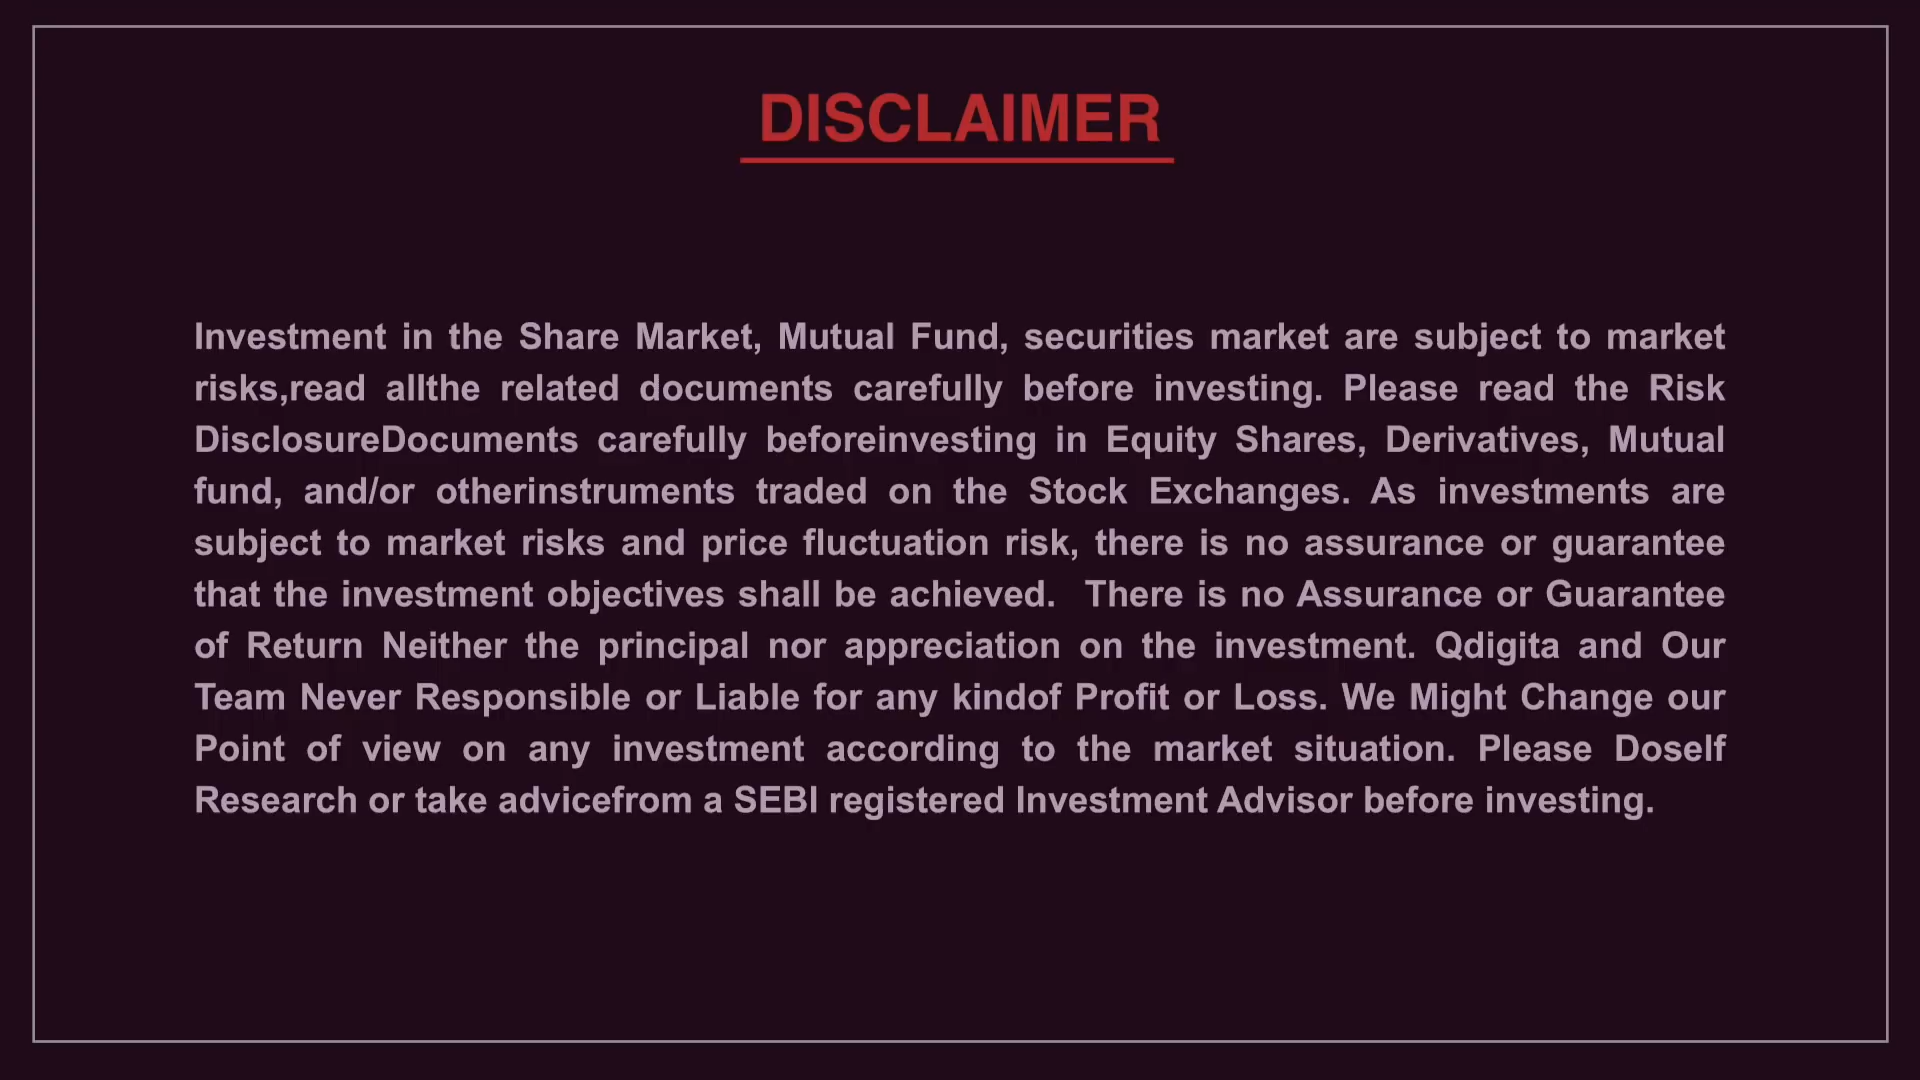 DISCLAIMER
Investment in the Share Market, Mutual Fund, securities market are subject to market
risks,read allthe related documents carefully before investing. Please read the Risk
DisclosureDocuments carefully beforeinvesting in Equity Shares, Derivatives, Mutual
fund, and/or otherinstruments traded on the Stock Exchanges. As investments are
subject to market risks and price fluctuation risk, there is no assurance or guarantee
that the investment objectives shall be achieved.  There is no Assurance or Guarantee
of Return Neither the principal nor appreciation on the investment. Qdigita and Our
Team Never Responsible or Liable for any kindof Profit or Loss. We Might Change our
Point of view on any investment according to the market situation. Please Doself
Research or take advicefrom a SEBI registered Investment Advisor before investing.